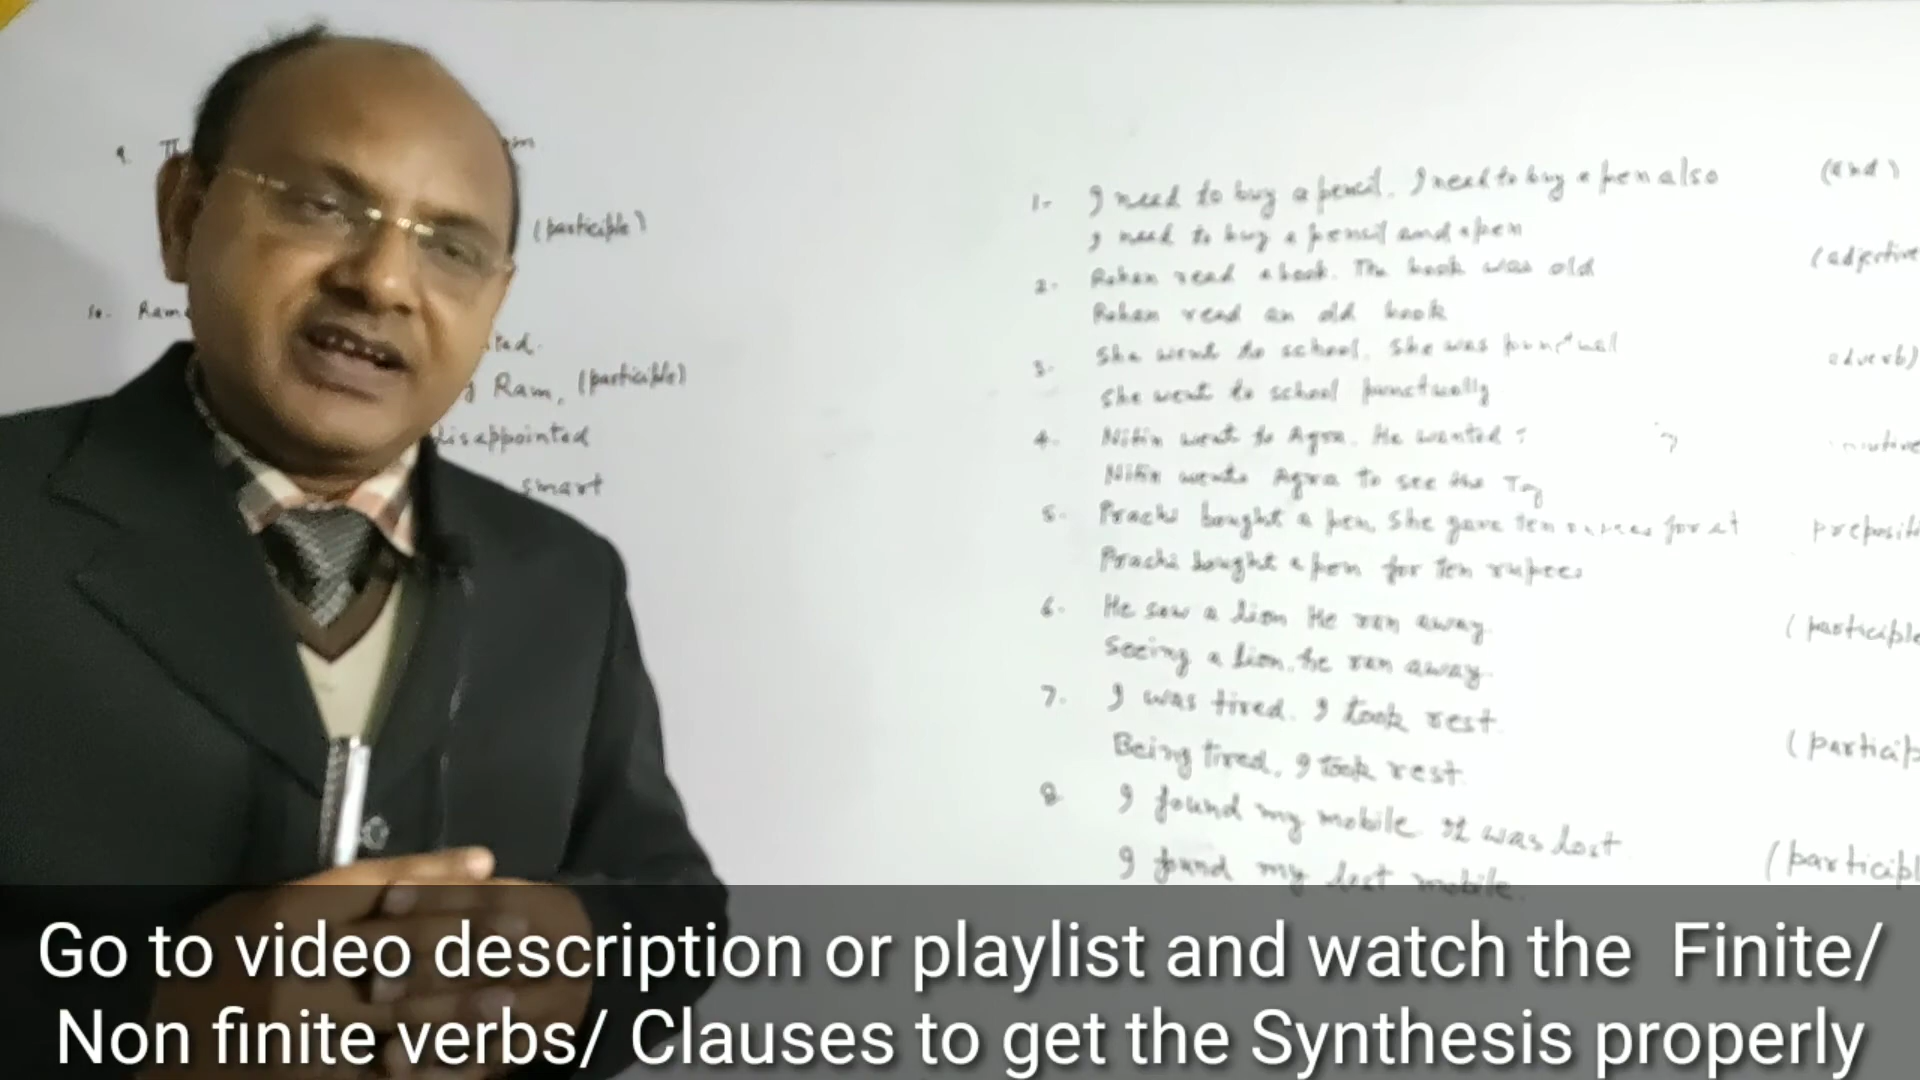 9.
(participle)
10. Ram
Ram, (participle)
disappointed
smart
1- I need to buy a pencil. I need to buy a pen also (and)
I need to buy a pencil and a pen
2- Rohan read a book. The book was old (adjective
Rohan read an old book
3- She went to school. She was punctual adverb)
She went to school punctually
4- Nitin went to Agra. He wanted
Nitin went Agra to see the Taj
5- Prachi bought a pen. She gave ten rupees for it preposit
Prachi bought a pen for ten rupees
6- He saw a lion He ran away. (participle
Seeing a lion, he ran away.
7- I was tired. I took rest. (particip
Being tired, I took rest.
8 I found my mobile. It was lost (participl
I found my lost mobile.
Go to video description or playlist and watch the Finite/
Non finite verbs/ Clauses to get the Synthesis properly